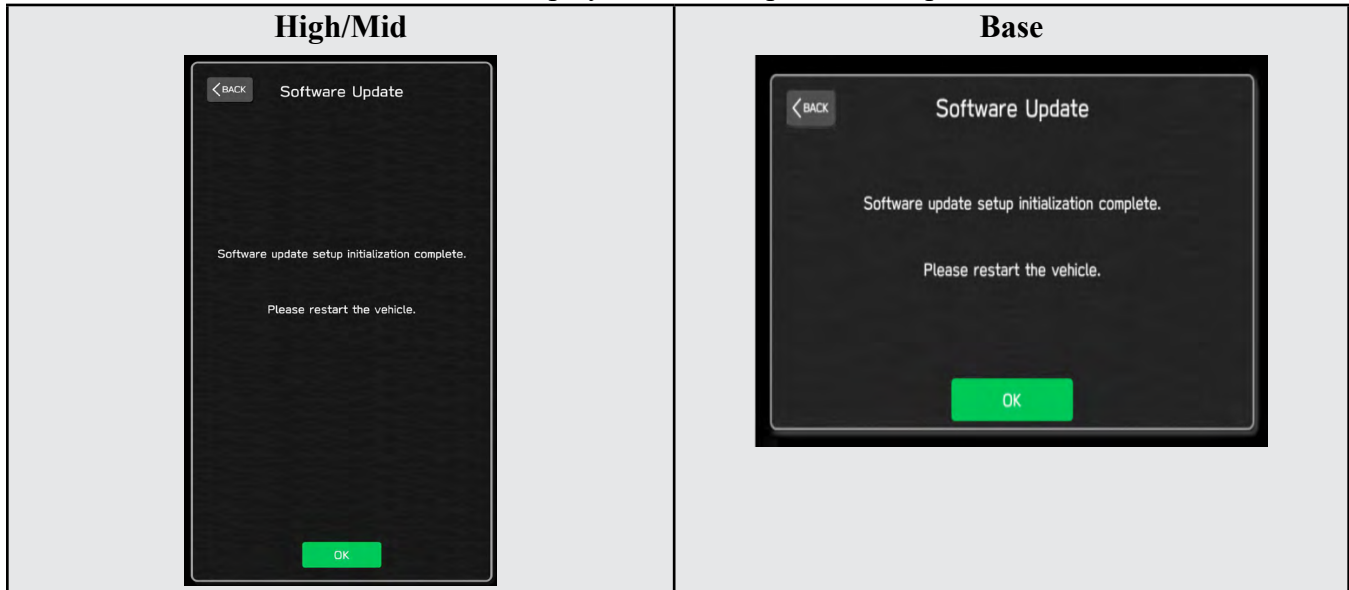 High/Mid
Base
BACK
Software Update
Software update setup initialization complete.
Please restart the vehicle.
OK
BACK
Software Update
Software update setup initialization complete.
Please restart the vehicle.
OK